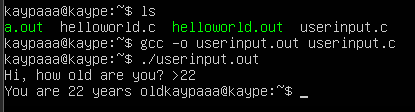 kaypaaa@kaype:~$ ls
a.out helloworld.c helloworld.out userinput.c
kaypaaa@kaype:~$ gcc -o userinput.out userinput.c
kaypaaa@kaype:~$ ./userinput.out
Hi, how old are you? >22
You are 22 years oldkaypaaa@kaype:~$ _